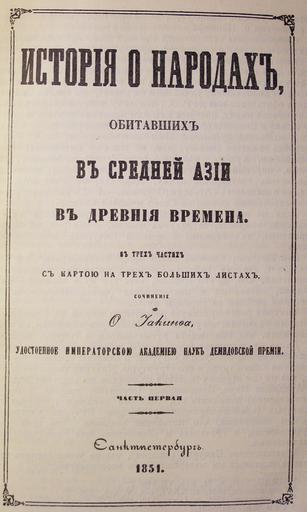 ИСТОРІЯ О НАРОДАХЪ,
ОБИТАВШИХЪ
ВЪ СРЕДНЕЙ АЗІИ
ВЪ ДРЕВНІЯ ВРЕМЕНА.
ВЪ ТРЕХЪ ЧАСТЯХЪ
СЪ КАРТОЮ НА ТРЕХЪ БОЛЬШИХЪ ЛИСТАХЪ.
СОЧИНЕНІЕ
О Іакинѳа,
УДОСТОЕННОЕ ИМПЕРАТОРСКОЮ АКАДЕМІЕЮ НАУКЪ ДЕМИДОВСКОЙ ПРЕМІИ.
ЧАСТЬ ПЕРВАЯ
Санктпетербургъ.
1851.